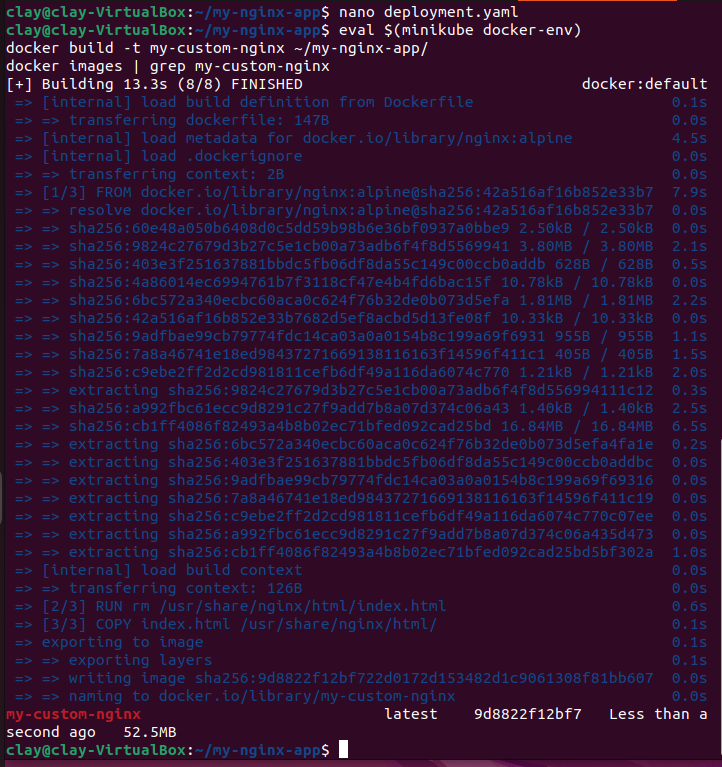 clay@clay-VirtualBox:~/my-nginx-app$ nano deployment.yaml
clay@clay-VirtualBox:~/my-nginx-app$ eval $(minikube docker-env)
docker build -t my-custom-nginx ~/my-nginx-app/
docker images | grep my-custom-nginx
[+] Building 13.3s (8/8) FINISHED docker:default
=> [internal] load build definition from Dockerfile 0.1s
=> => transferring dockerfile: 147B 0.0s
=> [internal] load metadata for docker.io/library/nginx:alpine 4.5s
=> [internal] load .dockerignore 0.0s
=> => transferring context: 2B 0.0s
=> [1/3] FROM docker.io/library/nginx:alpine@sha256:42a516af16b852e33b7 7.9s
=> => resolve docker.io/library/nginx:alpine@sha256:42a516af16b852e33b7 0.0s
=> => sha256:60e48a050b6408d0c5dd59b98b6e36bf0937a0bbe9 2.50kB / 2.50kB 0.0s
=> => sha256:9824c27679d3b27c5e1cb00a73adb6f4f8d5569941 3.80MB / 3.80MB 2.1s
=> => sha256:403e3f251637881bbdc5fb06df8da55c149c00ccb0addb 628B / 628B 0.5s
=> => sha256:4a86014ec6994761b7f3118cf47e4b4fd6bac15f 10.78kB / 10.78kB 0.0s
=> => sha256:6bc572a340ecbc60aca0c624f76b32de0b073d5efa 1.81MB / 1.81MB 2.2s
=> => sha256:42a516af16b852e33b7682d5ef8acbd5d13fe08f 10.33kB / 10.33kB 0.0s
=> => sha256:9adfbae99cb79774fdc14ca03a0a0154b8c199a69f6931 955B / 955B 1.1s
=> => sha256:7a8a46741e18ed98437271669138116163f14596f411c1 405B / 405B 1.5s
=> => sha256:c9ebe2ff2d2cd981811cefb6df49a116da6074c770 1.21kB / 1.21kB 2.0s
=> => extracting sha256:9824c27679d3b27c5e1cb00a73adb6f4f8d556994111c12 0.3s
=> => sha256:a992fbc61ecc9d8291c27f9add7b8a07d374c06a43 1.40kB / 1.40kB 2.5s
=> => sha256:cb1ff4086f82493a4b8b02ec71bfed092cad25bd 16.84MB / 16.84MB 6.5s
=> => extracting sha256:6bc572a340ecbc60aca0c624f76b32de0b073d5efa4fa1e 0.2s
=> => extracting sha256:403e3f251637881bbdc5fb06df8da55c149c00ccb0addbc 0.0s
=> => extracting sha256:9adfbae99cb79774fdc14ca03a0a0154b8c199a69f69316 0.0s
=> => extracting sha256:7a8a46741e18ed98437271669138116163f14596f411c19 0.0s
=> => extracting sha256:c9ebe2ff2d2cd981811cefb6df49a116da6074c770c07ee 0.0s
=> => extracting sha256:a992fbc61ecc9d8291c27f9add7b8a07d374c06a435d473 0.0s
=> => extracting sha256:cb1ff4086f82493a4b8b02ec71bfed092cad25bd5bf302a 1.0s
=> [internal] load build context 0.0s
=> => transferring context: 126B 0.0s
=> [2/3] RUN rm /usr/share/nginx/html/index.html 0.6s
=> [3/3] COPY index.html /usr/share/nginx/html/ 0.1s
=> exporting to image 0.1s
=> => exporting layers 0.1s
=> => writing image sha256:9d8822f12bf722d0172d153482d1c9061308f81bb607 0.0s
=> => naming to docker.io/library/my-custom-nginx 0.0s
my-custom-nginx latest 9d8822f12bf7 Less than a
second ago 52.5MB
clay@clay-VirtualBox:~/my-nginx-app$